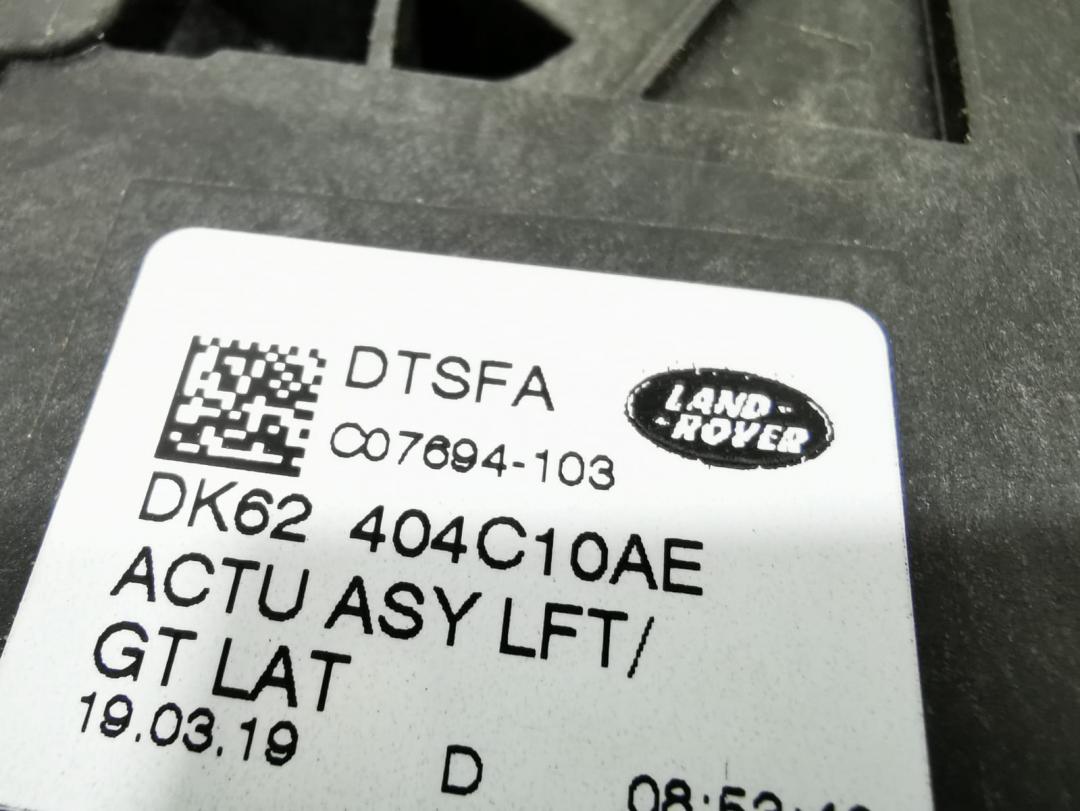 DTSFA
C07694-103
LAND
ROVER
DK62 404C10AE
ACTU ASY LFT/
GT LAT
19.03.19
D